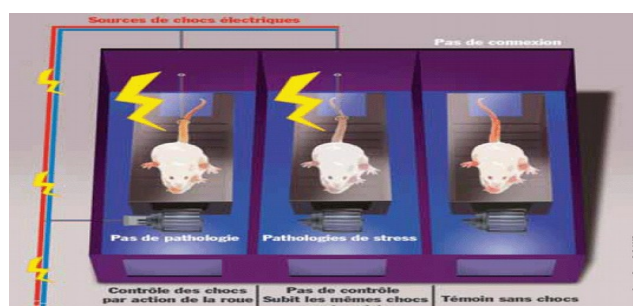 Sources de chocs électriques
Pas de connexion
Pas de pathologie
Pathologies de stress
Contrôle des chocs
par action de la roue
Pas de contrôle
Subit les mêmes chocs
Témoin sans chocs